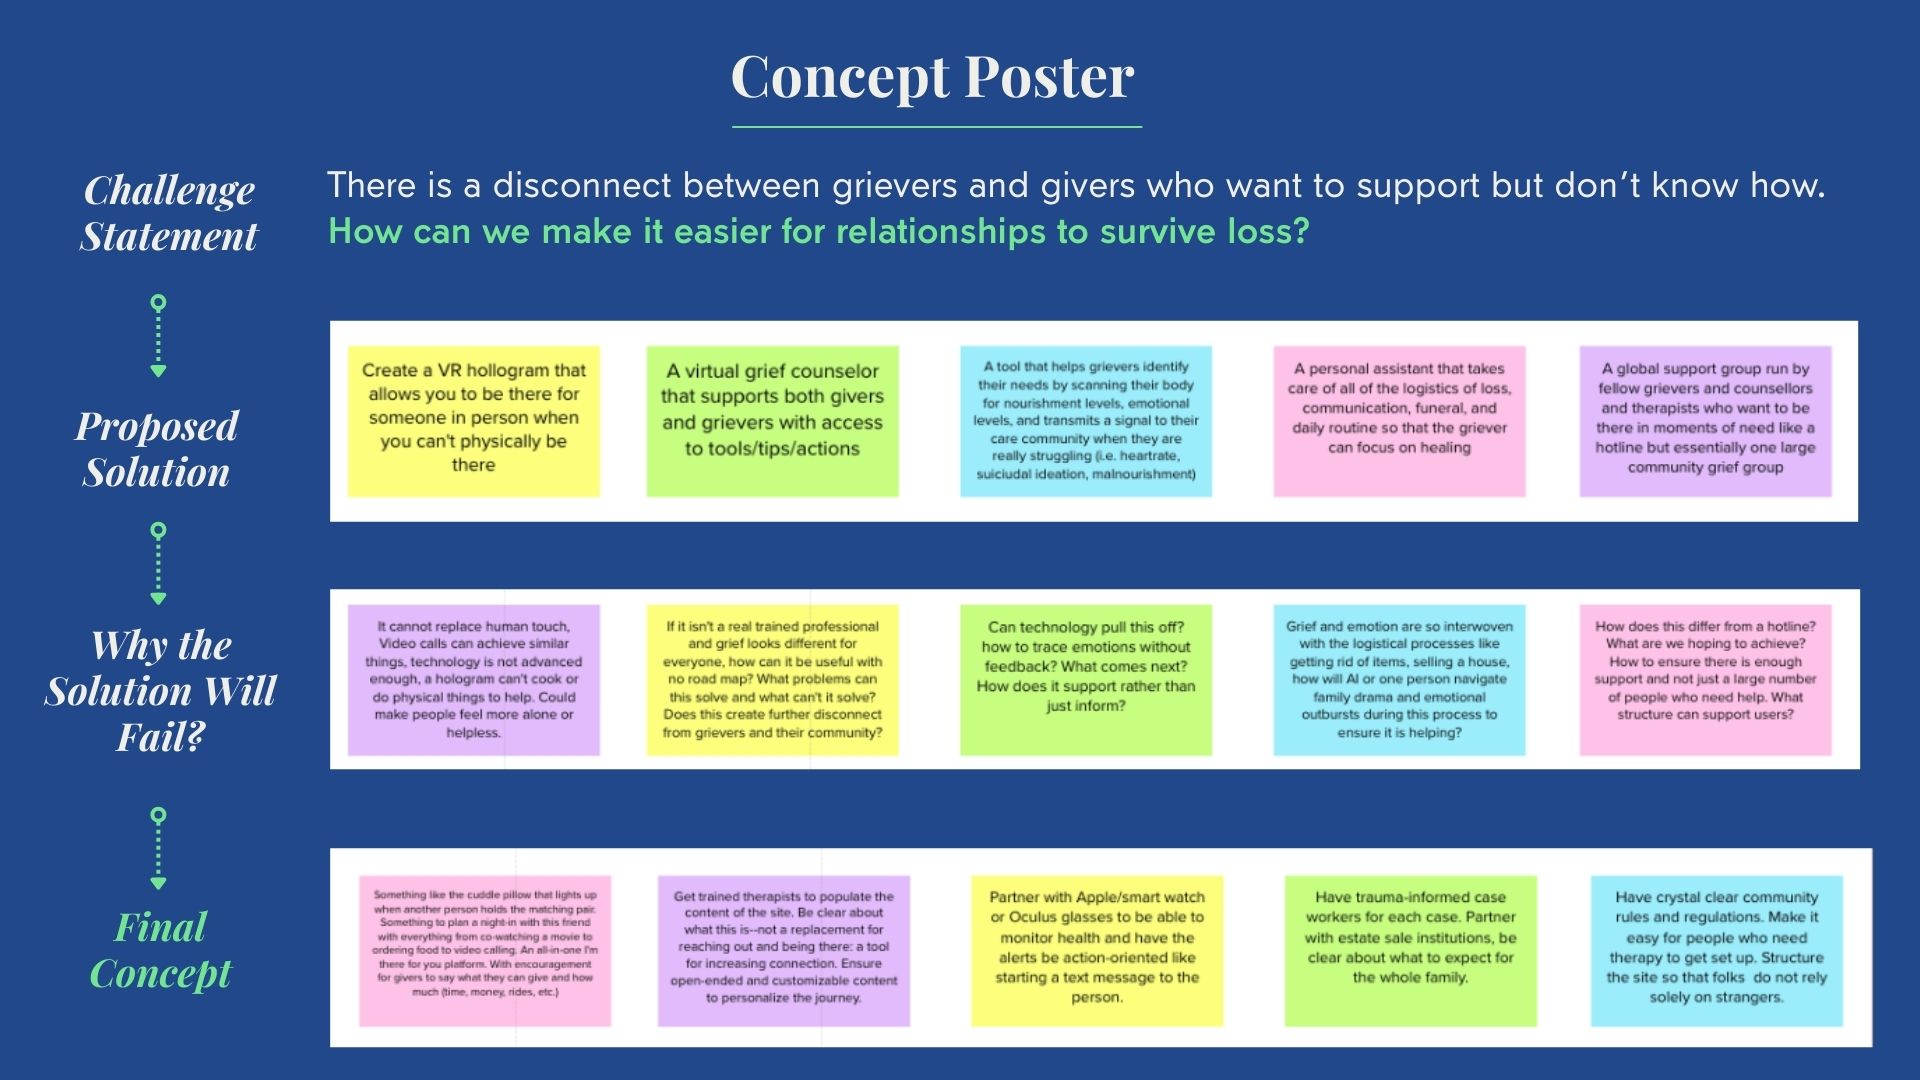 Concept Poster
Challenge
Statement
There is a disconnect between grievers and givers who want to support but don't know how.
How can we make it easier for relationships to survive loss?
Proposed
Solution
Create a VR hollogram that
allows you to be there for
someone in person when
you can't physically be
there
A virtual grief counselor
that supports both givers
and grievers with access
to tools/tips/actions
A tool that helps grievers identify
their needs by scanning their body
for nourishment levels, emotional
levels, and transmits a signal to their
care community when they are
really struggling (i.e. heartrate,
suiciudal ideation, malnourishment)
A personal assistant that takes
care of all of the logistics of loss,
communication, funeral, and
daily routine so that the griever
can focus on healing
A global support group run by
fellow grievers and counsellors
and therapists who want to be
there in moments of need like a
hotline but essentially one large
community grief group
Why the
Solution Will
Fail?
It cannot replace human touch,
Video calls can achieve similar
things, technology is not advanced
enough, a hologram can't cook or
do physical things to help. Could
make people feel more alone or
helpless.
If it isn't a real trained professional
and grief looks different for
everyone, how can it be useful with
no road map? What problems can
this solve and what can't it solve?
Does this create further disconnect
from grievers and their community?
Can technology pull this off?
how to trace emotions without
feedback? What comes next?
How does it support rather than
just inform?
Grief and emotion are so interwoven
with the logistical processes like
getting rid of items, selling a house,
how will AI or one person navigate
family drama and emotional
outbursts during this process to
ensure it is helping?
How does this differ from a hotline?
What are we hoping to achieve?
How to ensure there is enough
support and not just a large number
of people who need help. What
structure can support users?
Final
Concept
Something like the cuddle pillow that lights up
when another person holds the matching pair.
Something to plan a night-in with this friend
with everything from co-watching a movie to
ordering food to video calling. An all-in-one I'm
there for you platform. With encouragement
for givers to say what they can give and how
much (time, money, rides, etc.)
Get trained therapists to populate the
content of the site. Be clear about
what this is--not a replacement for
reaching out and being there: a tool
for increasing connection. Ensure
open-ended and customizable content
to personalize the journey.
Partner with Apple/smart watch
or Oculus glasses to be able to
monitor health and have the
alerts be action-oriented like
starting a text message to the
person.
Have trauma-informed case
workers for each case. Partner
with estate sale institutions, be
clear about what to expect for
the whole family.
Have crystal clear community
rules and regulations. Make it
easy for people who need
therapy to get set up. Structure
the site so that folks do not rely
solely on strangers.